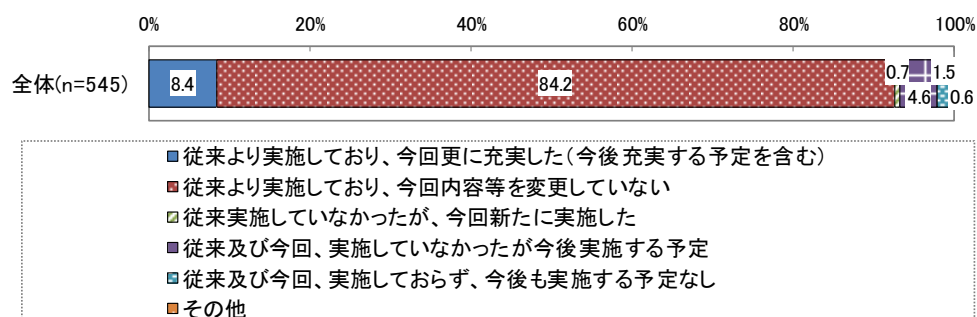 0% 20% 40% 60% 80% 100%
全体(n=545) 8.4 84.2 0.7 4.6 1.5 0.6
従来より実施しており、今回更に充実した(今後充実する予定を含む)
従来より実施しており、今回内容等を変更していない
従来実施していなかったが、今回新たに実施した
従来及び今回、実施していなかったが今後実施する予定
従来及び今回、実施しておらず、今後も実施する予定なし
その他